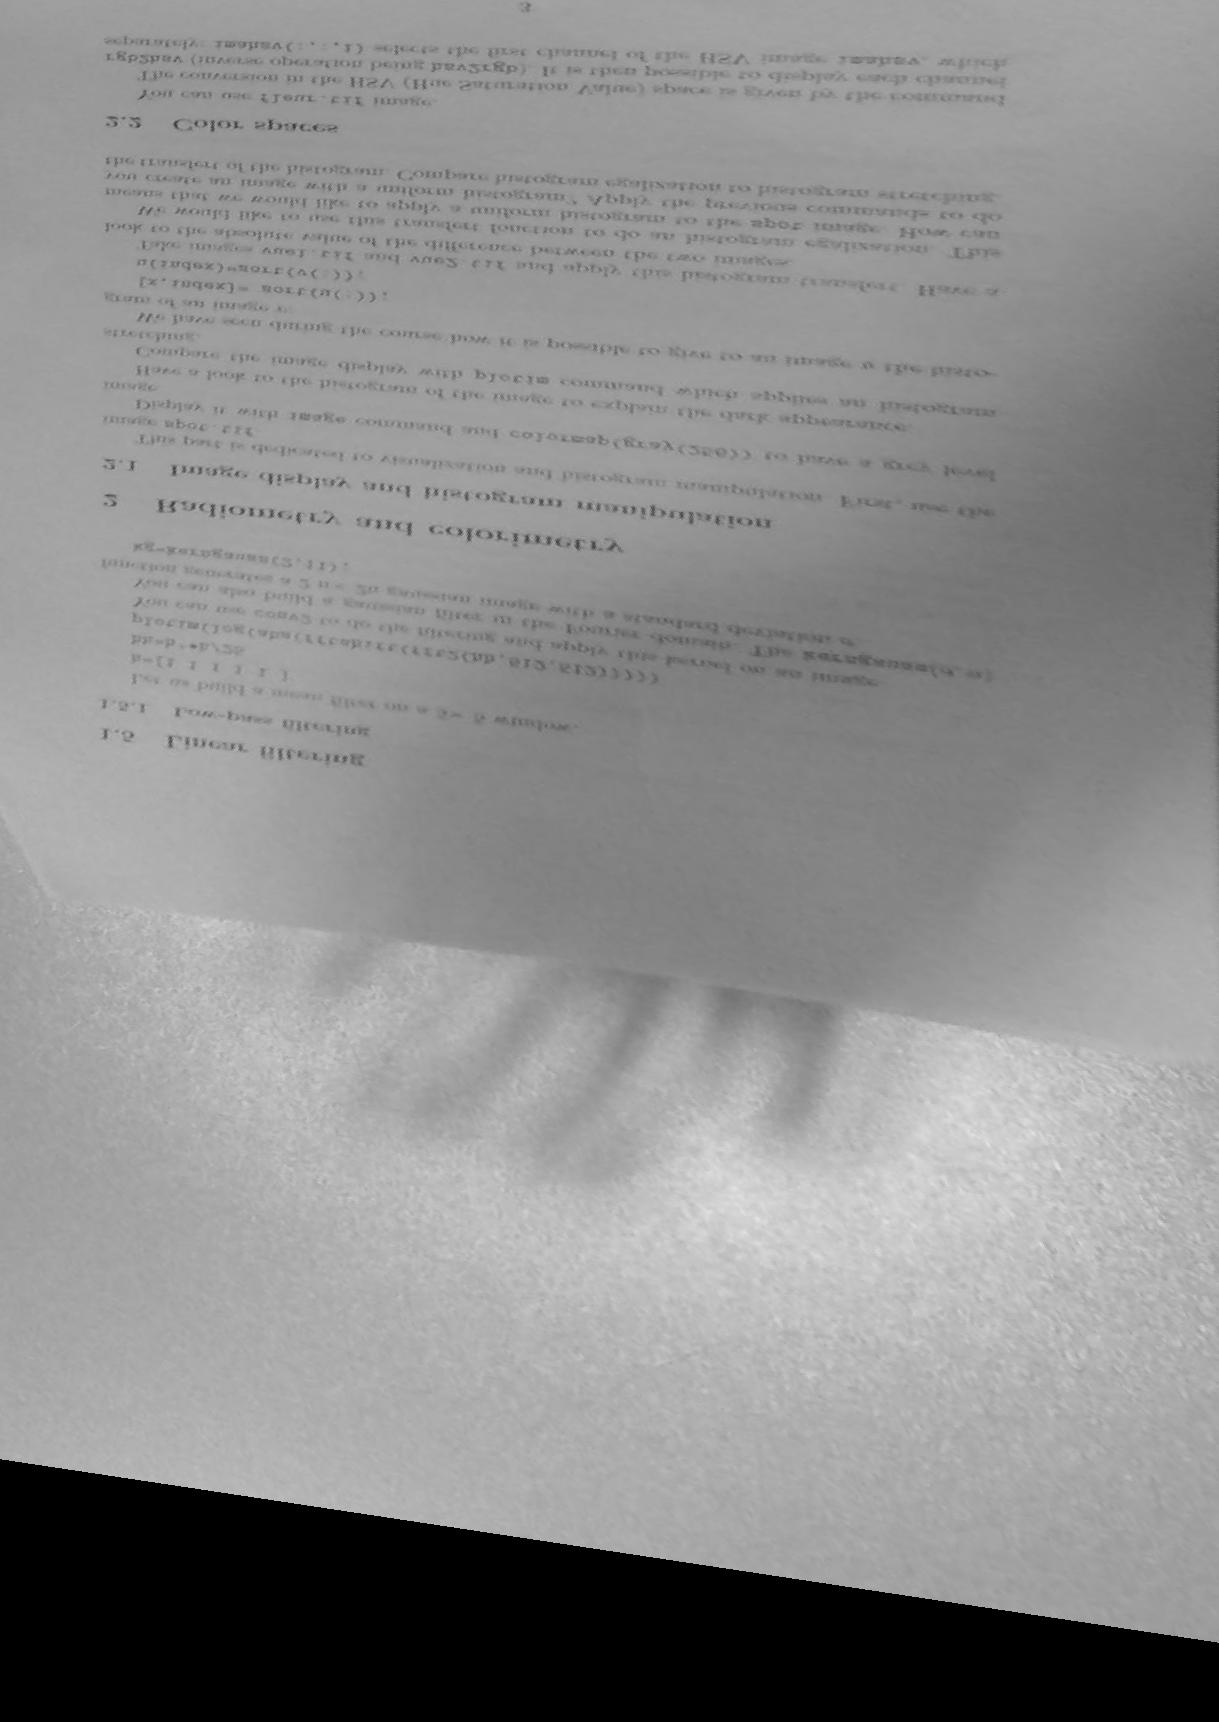 1.5 Linear filtering
1.5.1 Low-pass filtering
Let us build a mean filter on a 5× 5 window.
h=[1 1 1 1 1 ]
hh=h'*h/25
plotim(log(abs(fftshift(fft2(hh,512,512)))))
You can use conv2 to do the filtering and apply this kernel on an image.
You can also build a gaussian filter in the Fourier domain. The kerngauss(σ,n)
function generates a 2 n× 2n gaussian image with a standard deviation σ.
kg=kerngauss(2,11);
2 Radiometry and colorimetry
2.1 Image display and histogram manipulation
This part is dedicated to visualization and histogram manipulation. First, use the
image spot.tif.
Display it with image command and colormap(gray(256)) to have a grey level
image.
Have a look to the histogram of the image to explain the dark appearance.
Compare the image display with plotim command which applies an histogram
stretching.
We have seen during the course how it is possible to give to an image u the histo-
gram of an image v:
[x,index]= sort(u(:));
u(index)=sort(v(:));
Take images vue1.tif and vue2.tif and apply this histogram transfert. Have a
look to the absolute value of the difference between the two images.
We would like to use this transfert fonction to do an histogram egalization. This
means that we would like to apply a uniform histogram to the spot image. How can
you create an image with a uniform histogram? Apply the previous commands to do
the transfert of the histogram. Compare histogram egalization to histogram stretching.
2.2 Color spaces
You can use fleur.tif image.
The conversion in the HSV (Hue Saturation Value) space is given by the command
rgb2hsv (inverse operation being hsv2rgb). It is then possible to display each channel
separately: imahsv(:,:,1) selects the first channel of the HSV image imahsv, which
3